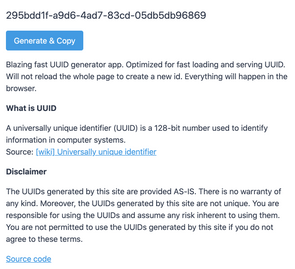 295bdd1f-a9d6-4ad7-83cd-05db5db96869
Generate & Copy
Blazing fast UUID generator app. Optimized for fast loading and serving UUID.
Will not reload the whole page to create a new id. Everything will happen in the
browser.
What is UUID
A universally unique identifier (UUID) is a 128-bit number used to identify
information in computer systems.
Source: [wiki] Universally unique identifier
Disclaimer
The UUIDs generated by this site are provided AS-IS. There is no warranty of
any kind. Moreover, the UUIDs generated by this site are not unique. You are
responsible for using the UUIDs and assume any risk inherent to using them.
You are not permitted to use the UUIDs generated by this site if you do not
agree to these terms.
Source code